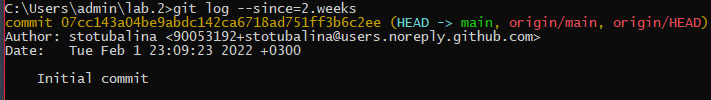 C:\Users\admin\lab.2>git log --since=2.weeks
commit 07cc143a04be9abdc142ca6718ad751ff3b6c2ee (HEAD -> main, origin/main, origin/HEAD)
Author: stotubalina <90053192+stotubalina@users.noreply.github.com>
Date:   Tue Feb 1 23:09:23 2022 +0300
    Initial commit